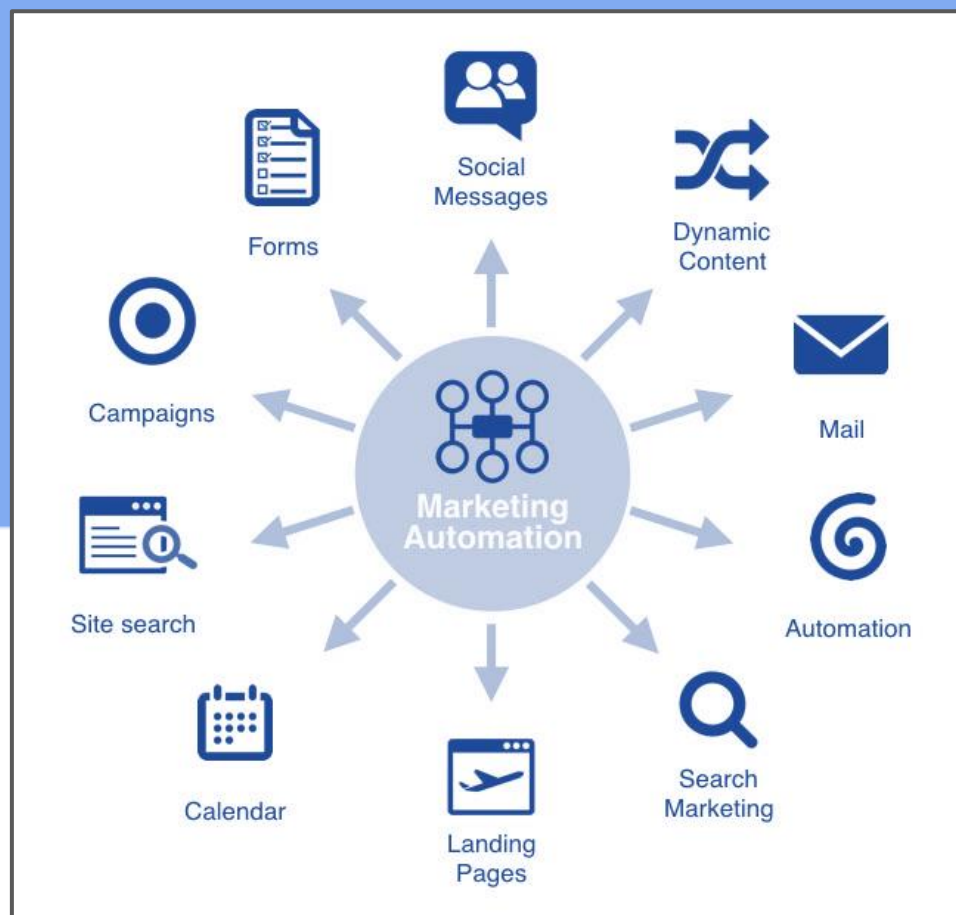 Social
Messages
Dynamic
Content
Forms
Mail
Campaigns
Marketing
Automation
Automation
Site search
Search
Marketing
Calendar
Landing
Pages